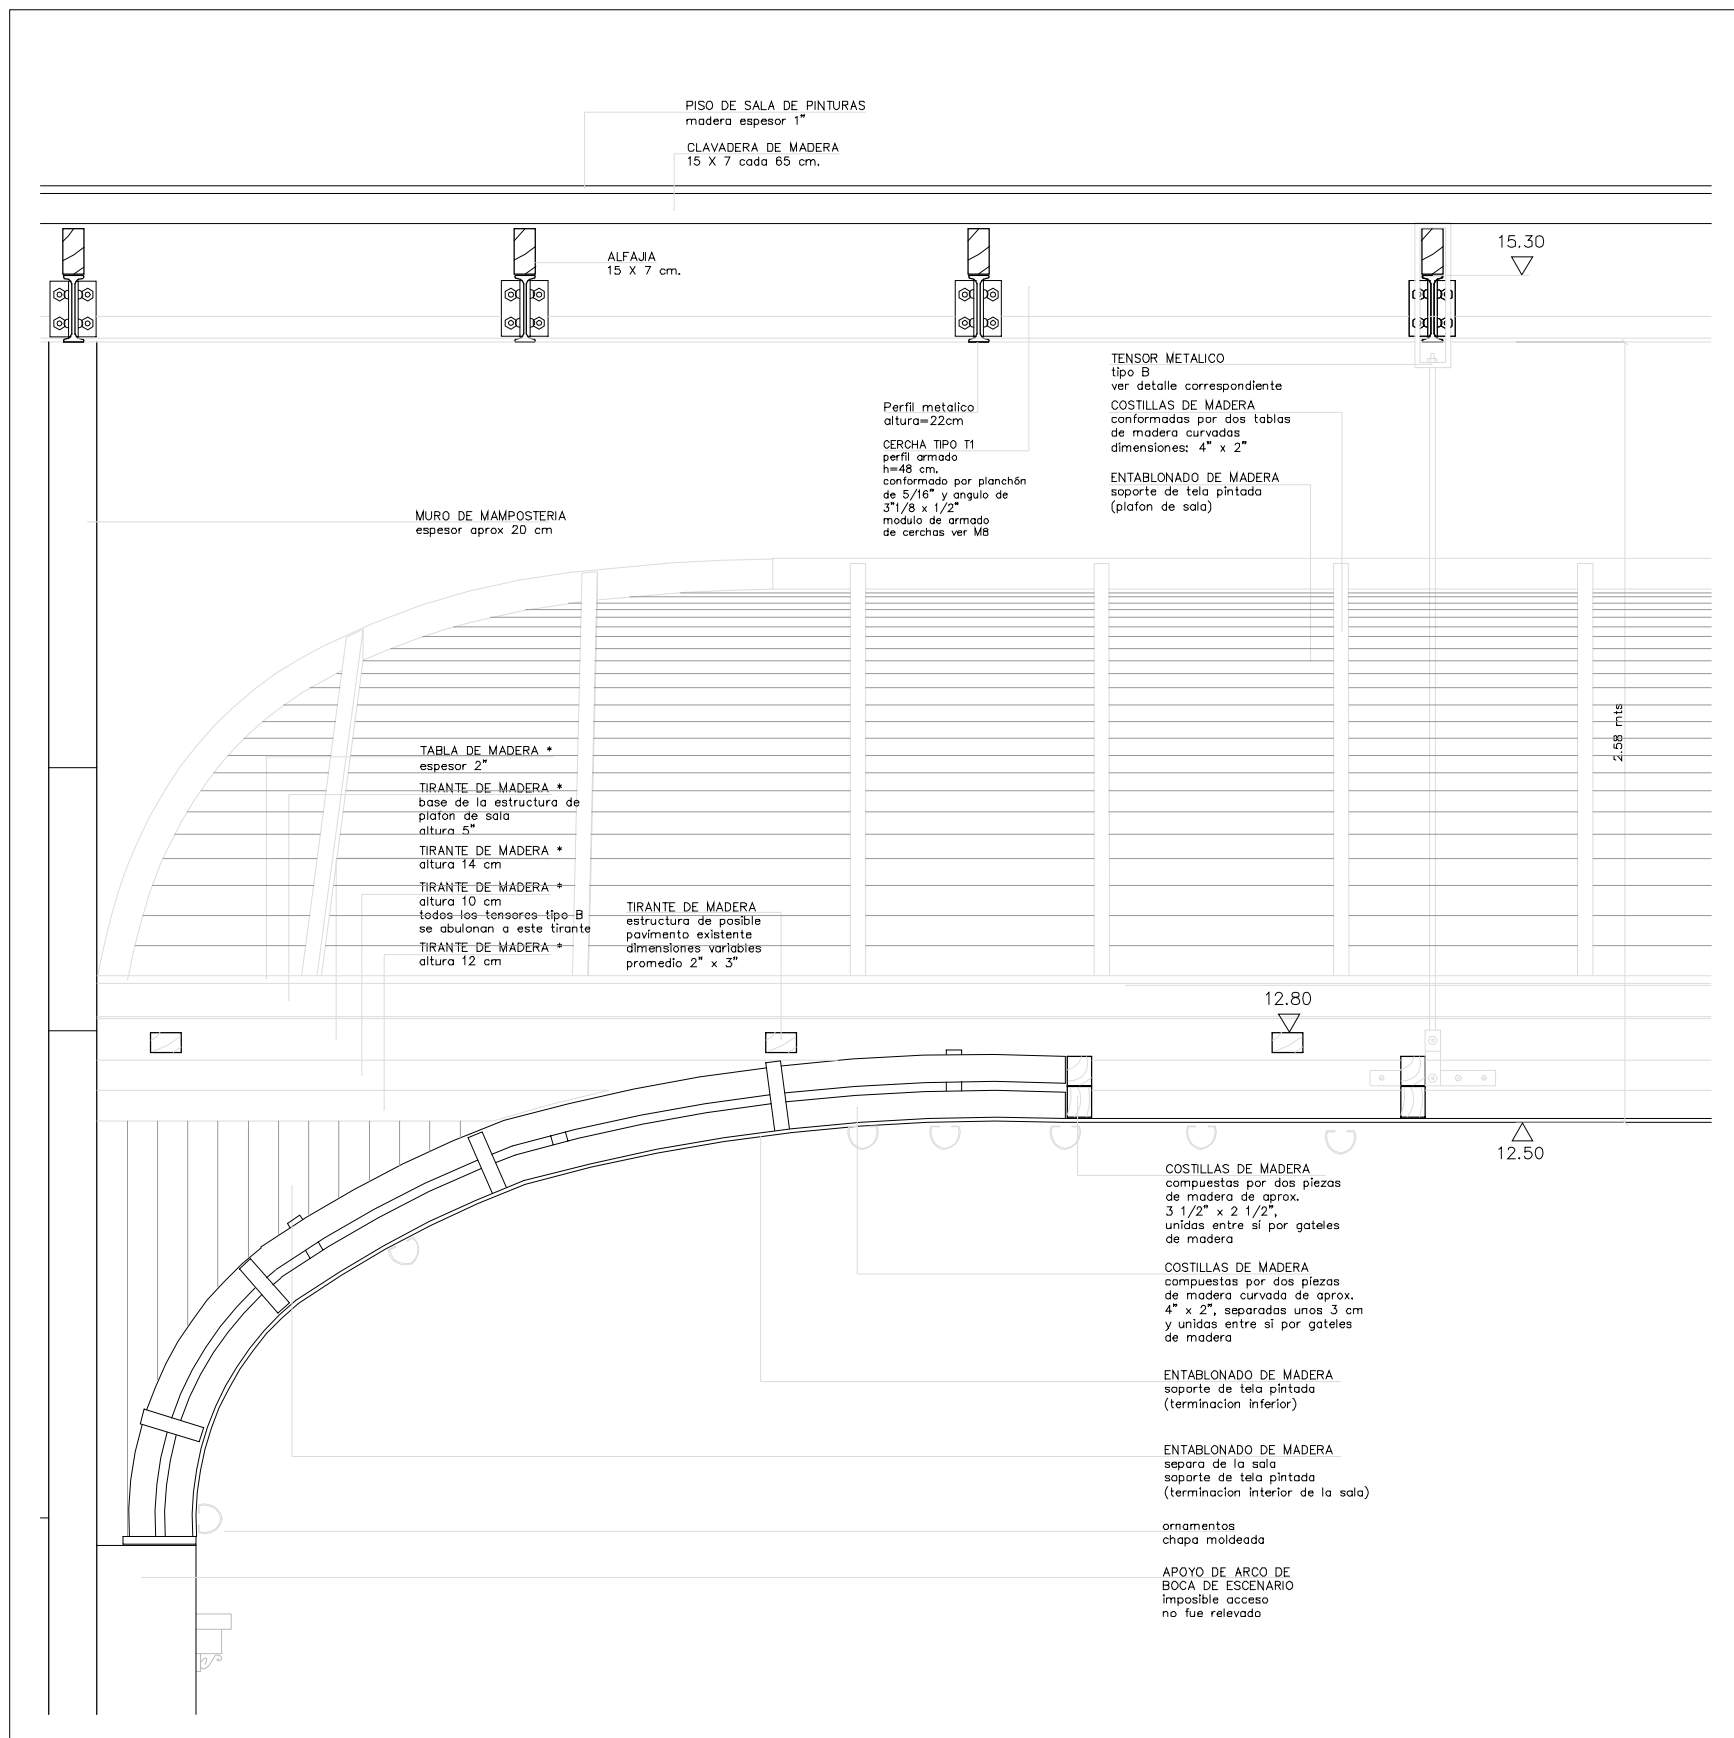 PISO DE SALA DE PINTURAS
madera espesor 1"
CLAVADERA DE MADERA
15 X 7 cada 65 cm.
ALFAJIA
15 X 7 cm.
15.30
TENSOR METALICO
tipo B
ver detalle correspondiente
Perfil metalico
altura=22cm
COSTILLAS DE MADERA
conformadas por dos tablas
de madera curvadas
dimensiones: 4" x 2"
CERCHA TIPO T1
perfil armado
h=48 cm.
conformado por planchón
de 5/16" y angulo de
3"1/8 x 1/2"
modulo de armado
de cerchas ver M8
ENTABLONADO DE MADERA
soporte de tela pintada
(plafon de sala)
MURO DE MAMPOSTERIA
espesor aprox 20 cm
2.58 mts
TABLA DE MADERA *
espesor 2"
TIRANTE DE MADERA *
base de la estructura de
plafon de sala
altura 5"
TIRANTE DE MADERA *
altura 14 cm
TIRANTE DE MADERA *
altura 10 cm
todos los tensores tipo B
se abulonan a este tirante
TIRANTE DE MADERA *
altura 12 cm
TIRANTE DE MADERA
estructura de posible
pavimento existente
dimensiones variables
promedio 2" x 3"
12.80
12.50
COSTILLAS DE MADERA
compuestas por dos piezas
de madera de aprox.
3 1/2" x 2 1/2",
unidas entre si por gateles
de madera
COSTILLAS DE MADERA
compuestas por dos piezas
de madera curvada de aprox.
4" x 2", separadas unos 3 cm
y unidas entre si por gateles
de madera
ENTABLONADO DE MADERA
soporte de tela pintada
(terminacion inferior)
ENTABLONADO DE MADERA
separa de la sala
soporte de tela pintada
(terminacion interior de la sala)
ornamentos
chapa moldeada
APOYO DE ARCO DE
BOCA DE ESCENARIO
imposible acceso
no fue relevado